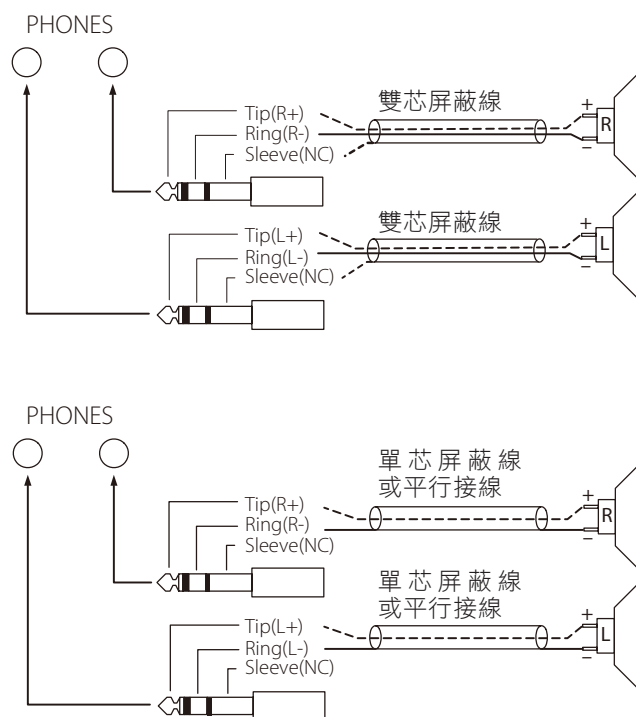 PHONES
雙芯屏蔽線
Tip(R+)
Ring(R-)
Sleeve(NC)
+
R
−
雙芯屏蔽線
Tip(L+)
Ring(L-)
Sleeve(NC)
+
L
−
PHONES
單芯屏蔽線
或平行接線
Tip(R+)
Ring(R-)
Sleeve(NC)
+
R
−
單芯屏蔽線
或平行接線
Tip(L+)
Ring(L-)
Sleeve(NC)
+
L
−